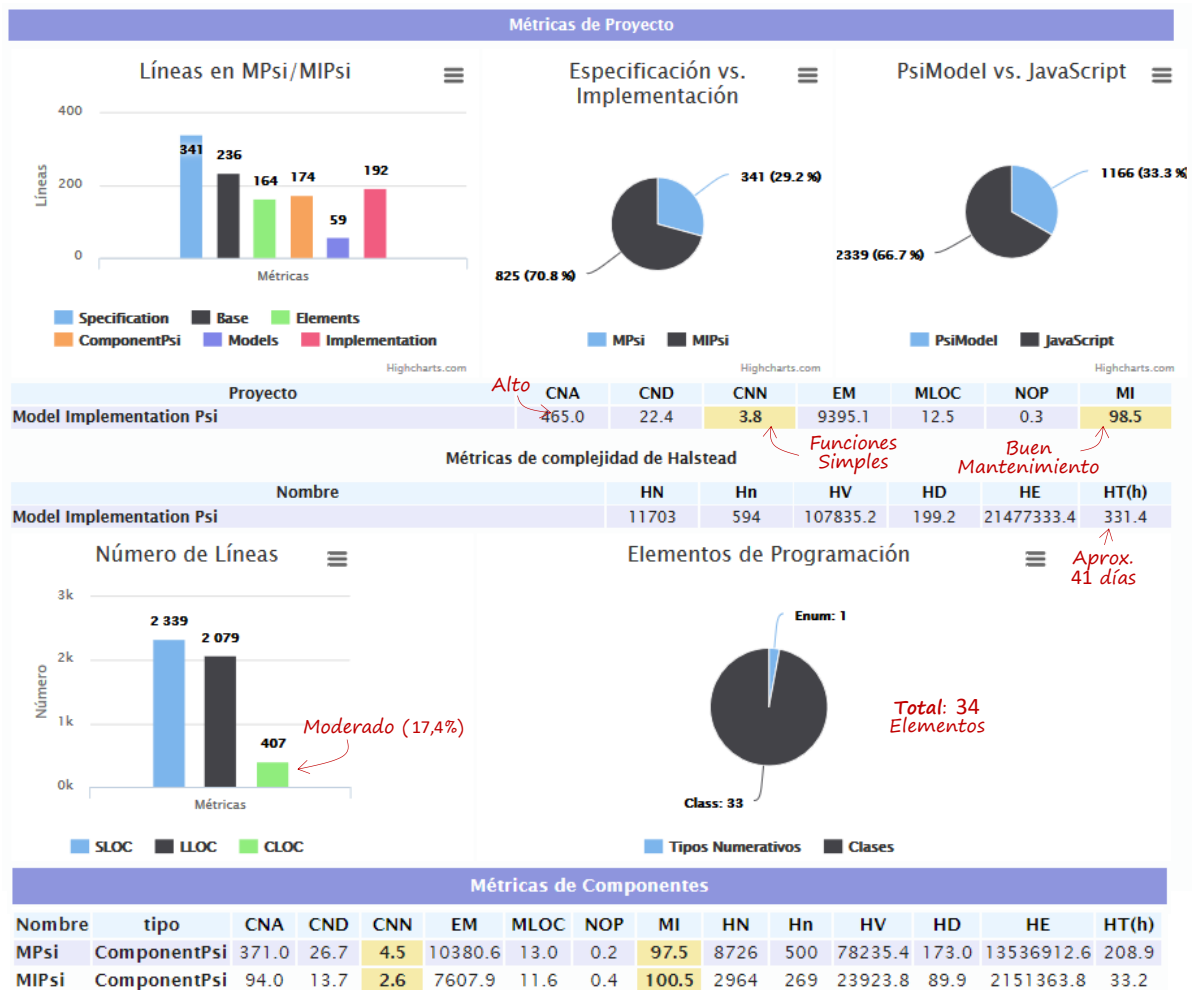 Métricas de Proyecto
Líneas en MPsi/MIPsi
400
200
0
Líneas
341
236
164
174
59
192
Métricas
Specification Base Elements
ComponentPsi Models Implementation
Highcharts.com
Especificación vs.
Implementación
341 (29.2 %)
825 (70.8 %)
MPsi MIPsi
Highcharts.com
PsiModel vs. JavaScript
1166 (33.3 %
2339 (66.7 %)
PsiModel JavaScript
Highcharts.com
Alto
Proyecto CNA CND CNN EM MLOC NOP MI
Model Implementation Psi 465.0 22.4 3.8 9395.1 12.5 0.3 98.5
Funciones
Simples
Buen
Mantenimiento
Métricas de complejidad de Halstead
Nombre HN Hn HV HD HE HT(h)
Model Implementation Psi 11703 594 107835.2 199.2 21477333.4 331.4
Aprox.
41 días
Número de Líneas
3k
2k
1k
0k
Número
2 339
2 079
407
Moderado (17,4%)
Métricas
SLOC LLOC CLOC
Elementos de Programación
Enum: 1
Class: 33
Total: 34
Elementos
Tipos Numerativos Clases
Métricas de Componentes
Nombre tipo CNA CND CNN EM MLOC NOP MI HN Hn HV HD HE HT(h)
MPsi ComponentPsi 371.0 26.7 4.5 10380.6 13.0 0.2 97.5 8726 500 78235.4 173.0 13536912.6 208.9
MIPsi ComponentPsi 94.0 13.7 2.6 7607.9 11.6 0.4 100.5 2964 269 23923.8 89.9 2151363.8 33.2